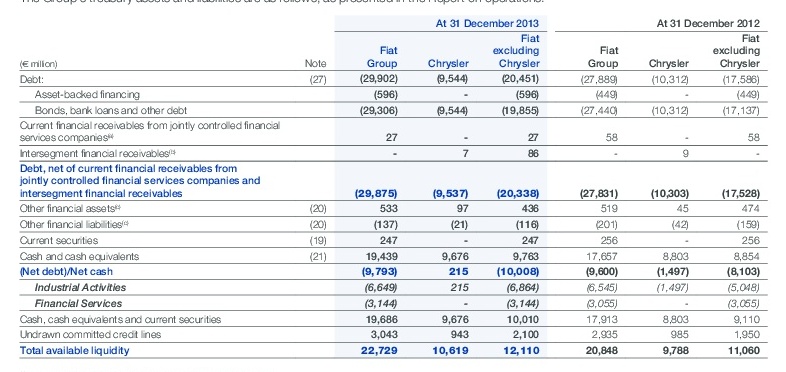 The Group's treasury assets and liabilities are as follows, as presented in the Report on operations:
At 31 December 2013 At 31 December 2012
(€ million) Note Fiat Group Chrysler Fiat excluding Chrysler Fiat Group Chrysler Fiat excluding Chrysler
Debt: (27) (29,902) (9,544) (20,451) (27,889) (10,312) (17,586)
Asset-backed financing (596) - (596) (449) - (449)
Bonds, bank loans and other debt (29,306) (9,544) (19,855) (27,440) (10,312) (17,137)
Current financial receivables from jointly controlled financial
services companies(a) 27 - 27 58 - 58
Intersegment financial receivables(b) - 7 86 - 9 -
Debt, net of current financial receivables from
jointly controlled financial services companies and
intersegment financial receivables (29,875) (9,537) (20,338) (27,831) (10,303) (17,528)
Other financial assets(c) (20) 533 97 436 519 45 474
Other financial liabilities(c) (20) (137) (21) (116) (201) (42) (159)
Current securities (19) 247 - 247 256 - 256
Cash and cash equivalents (21) 19,439 9,676 9,763 17,657 8,803 8,854
(Net debt)/Net cash (9,793) 215 (10,008) (9,600) (1,497) (8,103)
Industrial Activities (6,649) 215 (6,864) (6,545) (1,497) (5,048)
Financial Services (3,144) - (3,144) (3,055) - (3,055)
Cash, cash equivalents and current securities 19,686 9,676 10,010 17,913 8,803 9,110
Undrawn committed credit lines 3,043 943 2,100 2,935 985 1,950
Total available liquidity 22,729 10,619 12,110 20,848 9,788 11,060